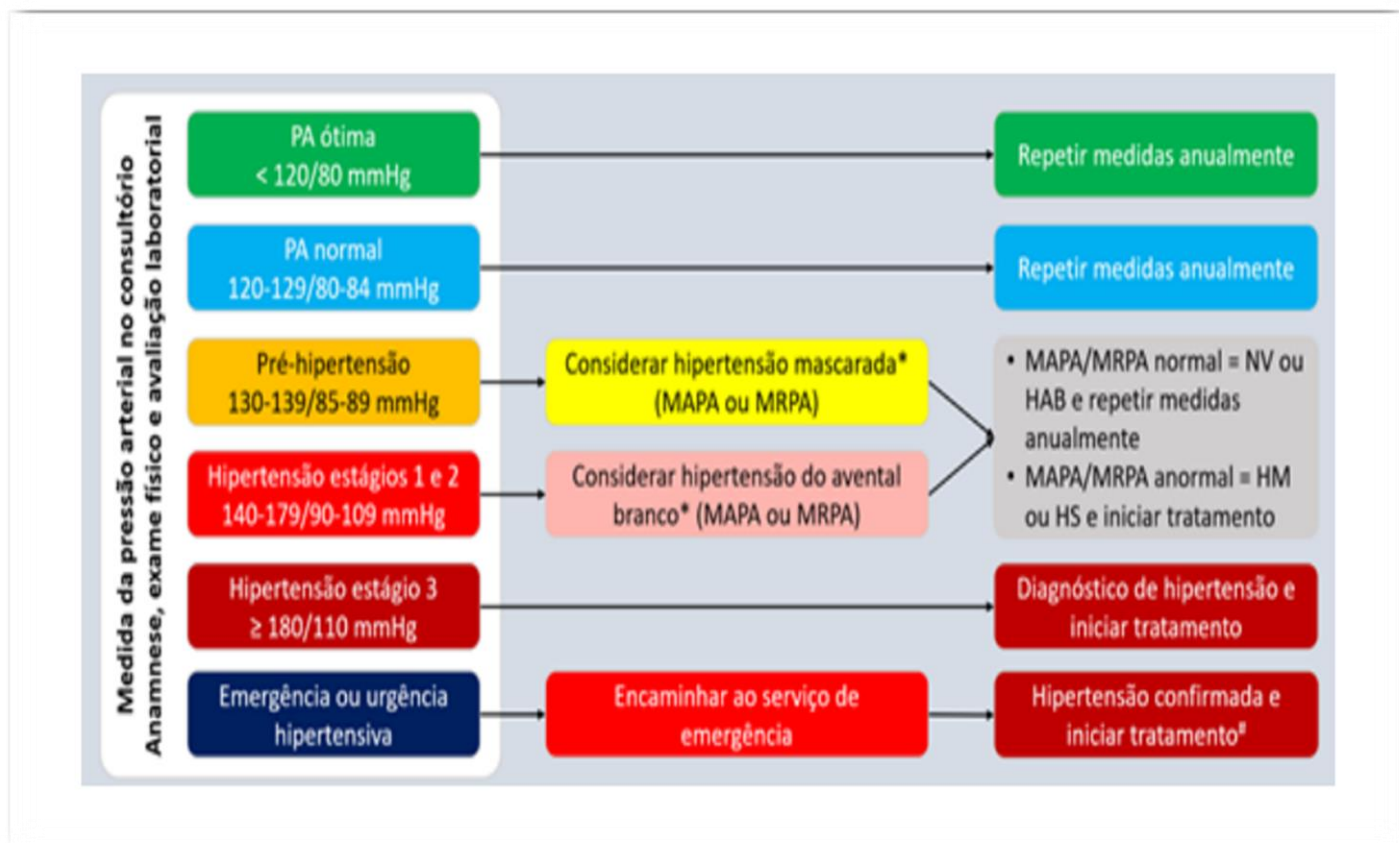 Medida da pressão arterial no consultório
Anamnese, exame físico e avaliação laboratorial
PA ótima
< 120/80 mmHg
Repetir medidas anualmente
PA normal
120-129/80-84 mmHg
Repetir medidas anualmente
Pré-hipertensão
130-139/85-89 mmHg
Considerar hipertensão mascarada*
(MAPA ou MRPA)
Hipertensão estágios 1 e 2
140-179/90-109 mmHg
Considerar hipertensão do avental
branco* (MAPA ou MRPA)
• MAPA/MRPA normal = NV ou
HAB e repetir medidas
anualmente
• MAPA/MRPA anormal = HM
ou HS e iniciar tratamento
Hipertensão estágio 3
≥ 180/110 mmHg
Diagnóstico de hipertensão e
iniciar tratamento
Emergência ou urgência
hipertensiva
Encaminhar ao serviço de
emergência
Hipertensão confirmada e
iniciar tratamento#